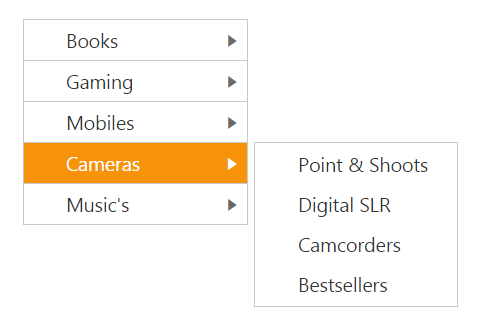 Books
Gaming
Mobiles
Cameras
Music's
Point & Shoots
Digital SLR
Camcorders
Bestsellers